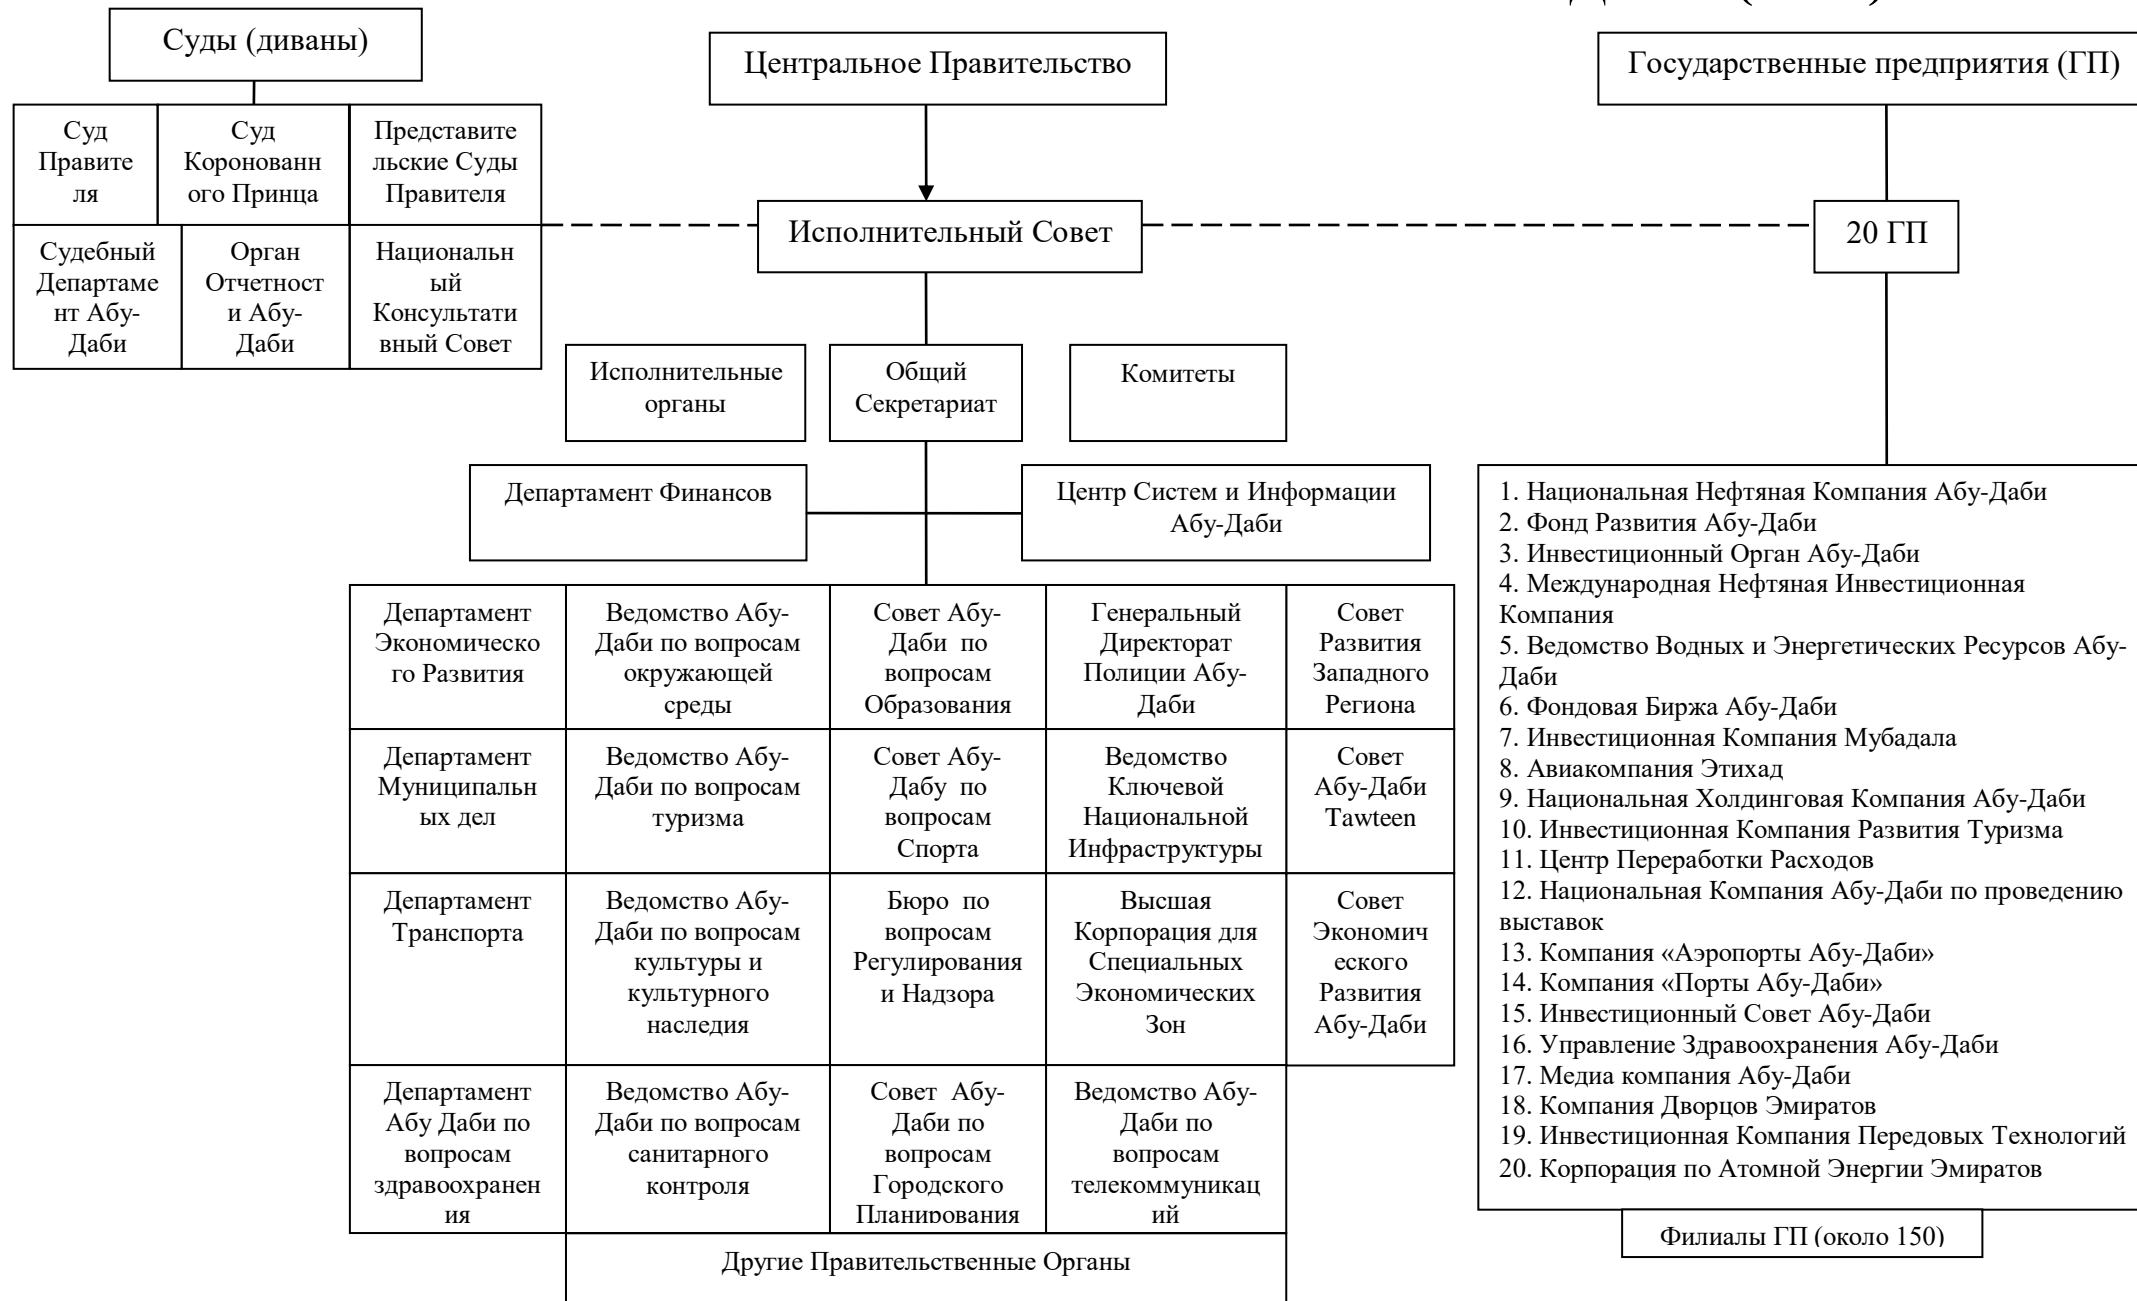 Суды (диваны)
Центральное Правительство
Государственные предприятия (ГП)
Суд
Правите
ля
Суд
Коронованн
ого Принца
Представите
льские Суды
Правителя
Судебный
Департаме
нт Абу-
Даби
Орган
Отчетност
и Абу-
Даби
Националь­н
ый
Консультати
вный Совет
Исполнительный Совет
20 ГП
Исполнительные
органы
Общий
Секретариат
Комитеты
Департамент Финансов
Центр Систем и Информации
Абу-Даби
Департамент
Экономическо
го Развития
Ведомство Абу-
Даби по вопросам
окружающей
среды
Совет Абу-
Даби по
вопросам
Образования
Генеральный
Директорат
Полиции Абу-
Даби
Совет
Развития
Западного
Региона
Департамент
Муниципальн
ых дел
Ведомство Абу-
Даби по вопросам
туризма
Совет Абу-
Дабу по
вопросам
Спорта
Ведомство
Ключевой
Национальной
Инфраструктуры
Совет
Абу-Даби
Tawteen
Департамент
Транспорта
Ведомство Абу-
Даби по вопросам
культуры и
культурного
наследия
Бюро по
вопросам
Регулирования
и Надзора
Высшая
Корпорация для
Специальных
Экономических
Зон
Совет
Экономич
еского
Развития
Абу-Даби
Департамент
Абу Даби по
вопросам
здравоохранен
ия
Ведомство Абу-
Даби по вопросам
санитарного
контроля
Совет Абу-
Даби по
вопросам
Городского
Планирования
Ведомство Абу-
Даби по
вопросам
телекоммуникац
ий
Другие Правительственные Органы
1. Национальная Нефтяная Компания Абу-Даби
2. Фонд Развития Абу-Даби
3. Инвестиционный Орган Абу-Даби
4. Международная Нефтяная Инвестиционная
Компания
5. Ведомство Водных и Энергетических Ресурсов Абу-
Даби
6. Фондовая Биржа Абу-Даби
7. Инвестиционная Компания Мубадала
8. Авиакомпания Этихад
9. Национальная Холдинговая Компания Абу-Даби
10. Инвестиционная Компания Развития Туризма
11. Центр Переработки Расходов
12. Национальная Компания Абу-Даби по проведению
выставок
13. Компания «Аэропорты Абу-Даби»
14. Компания «Порты Абу-Даби»
15. Инвестиционный Совет Абу-Даби
16. Управление Здравоохранения Абу-Даби
17. Медиа компания Абу-Даби
18. Компания Дворцов Эмиратов
19. Инвестиционная Компания Передовых Технологий
20. Корпорация по Атомной Энергии Эмиратов
Филиалы ГП (около 150)